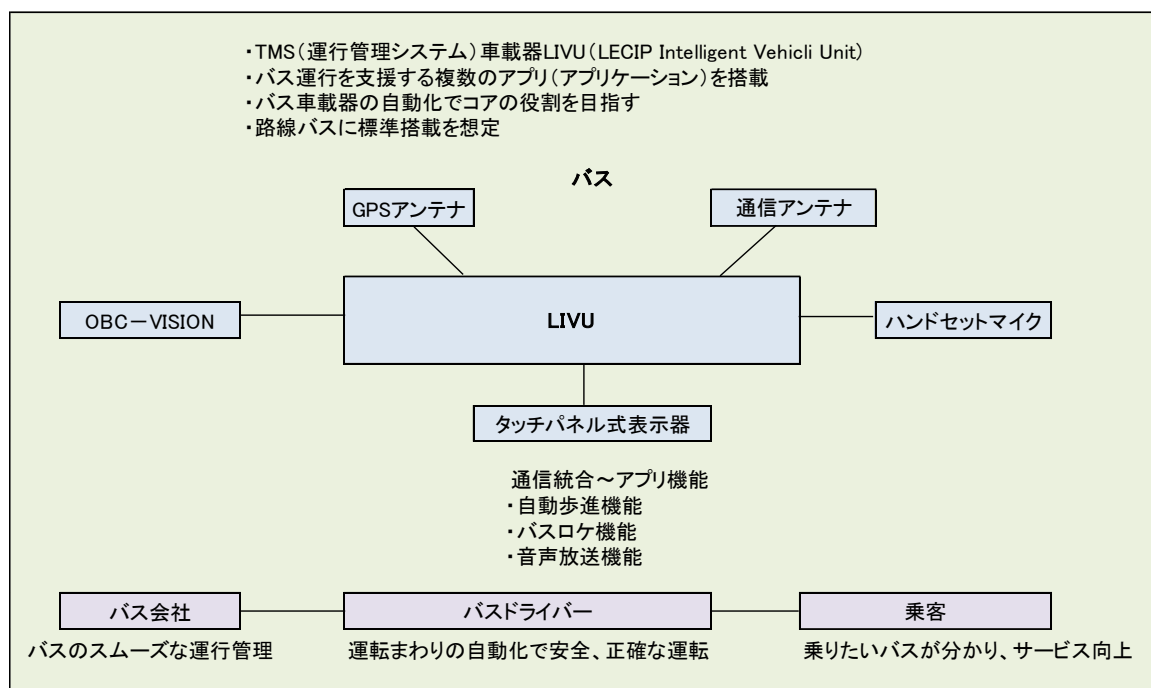 ・TMS(運行管理システム)車載器LIVU(LECIP Intelligent Vehicli Unit)
・バス運行を支援する複数のアプリ(アプリケーション)を搭載
・バス車載器の自動化でコアの役割を目指す
・路線バスに標準搭載を想定
バス
GPSアンテナ
通信アンテナ
OBC-VISION
LIVU
ハンドセットマイク
タッチパネル式表示器
通信統合～アプリ機能
・自動歩進機能
・バスロケ機能
・音声放送機能
バス会社
バスドライバー
乗客
バスのスムーズな運行管理
運転まわりの自動化で安全、正確な運転
乗りたいバスが分かり、サービス向上